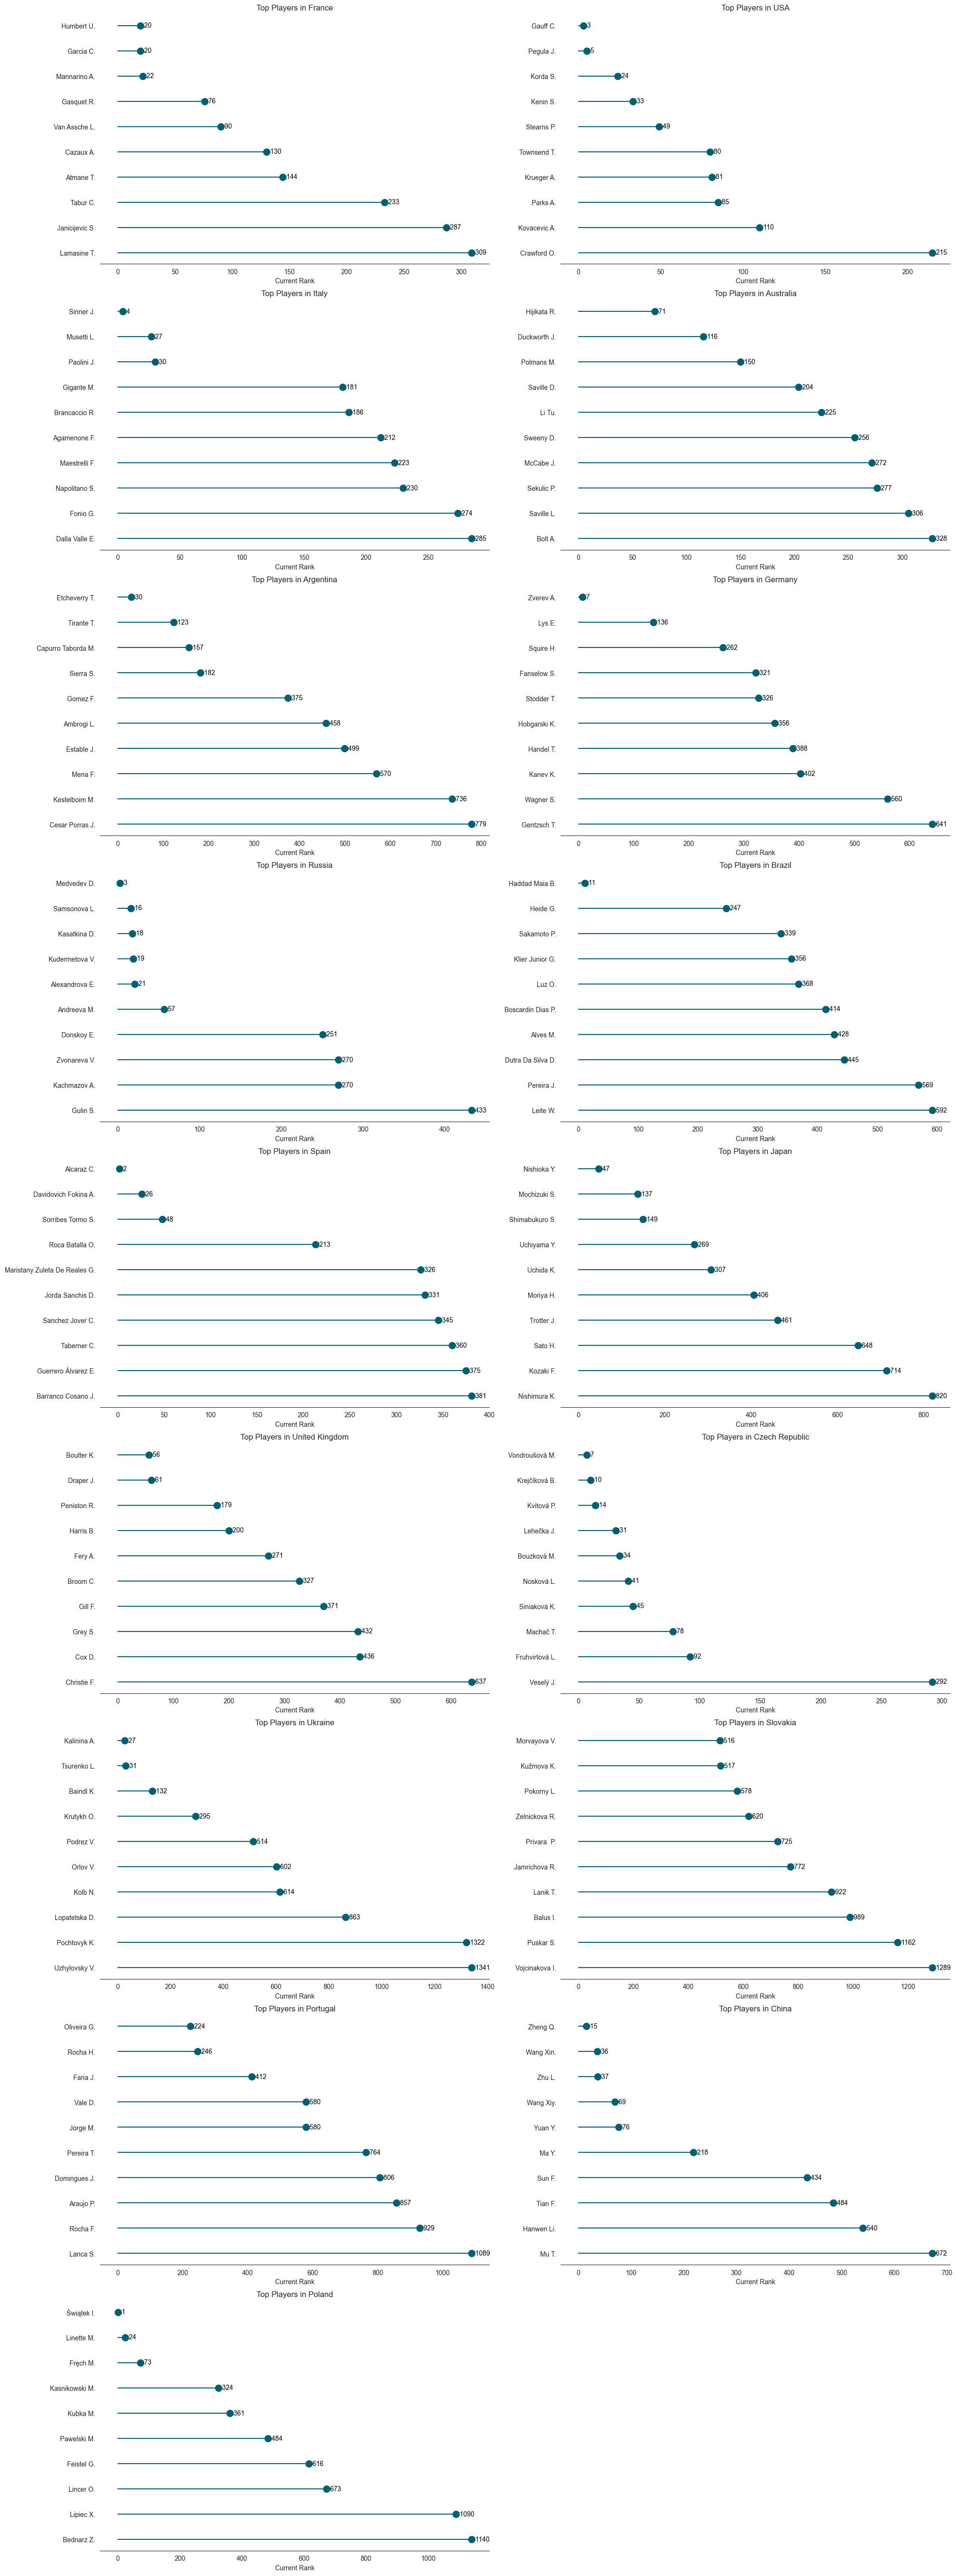 Top Players in France
Humbert U. 20
Garcia C. 20
Mannarino A. 22
Gasquet R. 76
Van Assche L. 90
Cazaux A. 130
Atmane T. 144
Tabur C. 233
Janicijevic S. 287
Lamasine T. 309
0 50 100 150 200 250 300
Current Rank
Top Players in USA
Gauff C. 3
Pegula J. 5
Korda S. 24
Kenin S. 33
Stearns P. 49
Townsend T. 80
Krueger A. 81
Parks A. 85
Kovacevic A. 110
Crawford O. 215
0 50 100 150 200
Current Rank
Top Players in Italy
Sinner J. 4
Musetti L. 27
Paolini J. 30
Gigante M. 181
Brancaccio R. 186
Agamenone F. 212
Maestrelli F. 223
Napolitano S. 230
Fonio G. 274
Dalla Valle E. 285
0 50 100 150 200 250
Current Rank
Top Players in Australia
Hijikata R. 71
Duckworth J. 116
Polmans M. 150
Saville D. 204
Li Tu. 225
Sweeny D. 256
McCabe J. 272
Sekulic P. 277
Saville L. 306
Bolt A. 328
0 50 100 150 200 250 300
Current Rank
Top Players in Argentina
Etcheverry T. 30
Tirante T. 123
Capurro Taborda M. 157
Sierra S. 182
Gomez F. 375
Ambrogi L. 458
Estable J. 499
Mena F. 570
Kestelboim M. 736
Cesar Porras J. 779
0 100 200 300 400 500 600 700 800
Current Rank
Top Players in Germany
Zverev A. 7
Lys E. 136
Squire H. 262
Fanselow S. 321
Stodder T. 326
Hobgarski K. 356
Handel T. 388
Kanev K. 402
Wagner S. 560
Gentzsch T. 641
0 100 200 300 400 500 600
Current Rank
Top Players in Russia
Medvedev D. 3
Samsonova L. 16
Kasatkina D. 18
Kudermetova V. 19
Alexandrova E. 21
Andreeva M. 57
Donskoy E. 251
Zvonareva V. 270
Kachmazov A. 270
Gulin S. 433
0 100 200 300 400
Current Rank
Top Players in Brazil
Haddad Maia B. 11
Heide G. 247
Sakamoto P. 339
Klier Junior G. 356
Luz O. 368
Boscardin Dias P. 414
Alves M. 428
Dutra Da Silva D. 445
Pereira J. 569
Leite W. 592
0 100 200 300 400 500 600
Current Rank
Top Players in Spain
Alcaraz C. 2
Davidovich Fokina A. 26
Sorribes Tormo S. 48
Roca Batalla O. 213
Maristany Zuleta De Reales G. 326
Jorda Sanchis D. 331
Sanchez Jover C. 345
Taberner C. 360
Guerrero Álvarez E. 375
Barranco Cosano J. 381
0 50 100 150 200 250 300 350 400
Current Rank
Top Players in Japan
Nishioka Y. 47
Mochizuki S. 137
Shimabukuro S. 149
Uchiyama Y. 269
Uchida K. 307
Moriya H. 406
Trotter J. 461
Sato H. 648
Kozaki F. 714
Nishimura K. 820
0 200 400 600 800
Current Rank
Top Players in United Kingdom
Boulter K. 56
Draper J. 61
Peniston R. 179
Harris B. 200
Fery A. 271
Broom C. 327
Gill F. 371
Grey S. 432
Cox D. 436
Christie F. 637
0 100 200 300 400 500 600
Current Rank
Top Players in Czech Republic
Vondroušová M. 7
Krejčíková B. 10
Kvitová P. 14
Lehečka J. 31
Bouzková M. 34
Nosková L. 41
Siniaková K. 45
Machač T. 78
Fruhvirtová L. 92
Veselý J. 292
0 50 100 150 200 250 300
Current Rank
Top Players in Ukraine
Kalinina A. 27
Tsurenko L. 31
Baindl K. 132
Krutykh O. 295
Podrez V. 514
Orlov V. 602
Kolb N. 614
Lopatetska D. 863
Pochtovyk K. 1322
Uzhylovsky V. 1341
0 200 400 600 800 1000 1200 1400
Current Rank
Top Players in Slovakia
Morvayova V. 516
Kužmova K. 517
Pokorny L. 578
Zelnickova R. 620
Privara  P. 725
Jamrichova R. 772
Lanik T. 922
Balus I. 989
Puskar S. 1162
Vojcinakova I. 1289
0 200 400 600 800 1000 1200
Current Rank
Top Players in Portugal
Oliveira G. 224
Rocha H. 246
Faria J. 412
Vale D. 580
Jorge M. 580
Pereira T. 764
Domingues J. 806
Araujo P. 857
Rocha F. 929
Lanca S. 1089
0 200 400 600 800 1000
Current Rank
Top Players in China
Zheng Q. 15
Wang Xin. 36
Zhu L. 37
Wang Xiy. 69
Yuan Y. 76
Ma Y. 218
Sun F. 434
Tian F. 484
Hanwen Li. 540
Mu T. 672
0 100 200 300 400 500 600 700
Current Rank
Top Players in Poland
Świątek I. 1
Linette M. 24
Fręch M. 73
Kasnikowski M. 324
Kubka M. 361
Pawelski M. 484
Feistel G. 616
Lincer O. 673
Lipiec X. 1090
Bednarz Z. 1140
0 200 400 600 800 1000
Current Rank